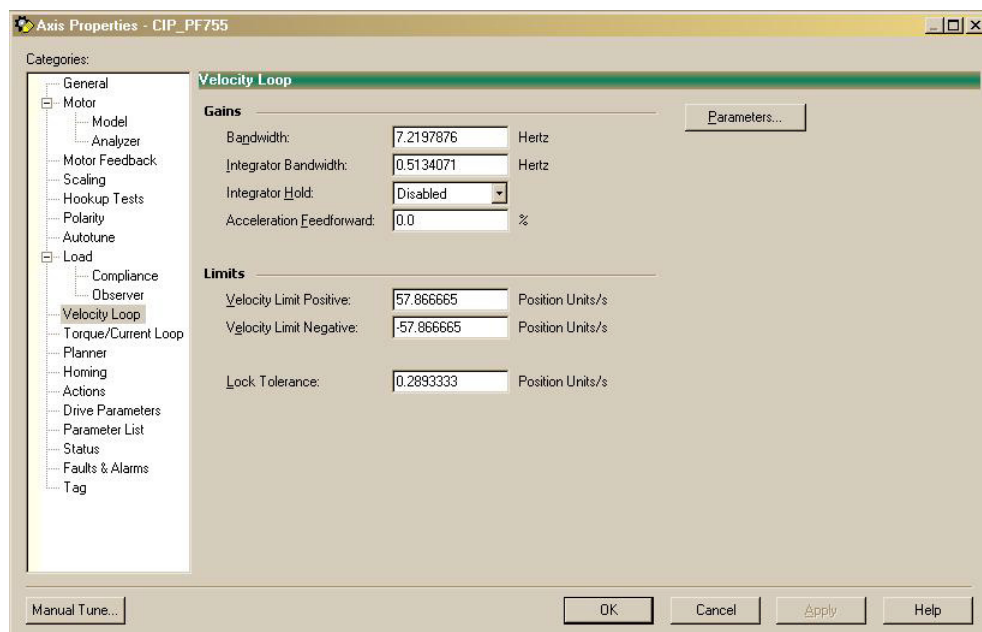 Axis Properties - CIP_PF755
Categories:
General
Motor
Model
Analyzer
Motor Feedback
Scaling
Hookup Tests
Polarity
Autotune
Load
Compliance
Observer
Velocity Loop
Torque/Current Loop
Planner
Homing
Actions
Drive Parameters
Parameter List
Status
Faults & Alarms
Tag
Velocity Loop
Gains
Parameters...
Bandwidth: 7.2197876 Hertz
Integrator Bandwidth: 0.5134071 Hertz
Integrator Hold: Disabled
Acceleration Feedforward: 0.0 %
Limits
Velocity Limit Positive: 57.866665 Position Units/s
Velocity Limit Negative: -57.866665 Position Units/s
Lock Tolerance: 0.2893333 Position Units/s
Manual Tune... OK Cancel Apply Help